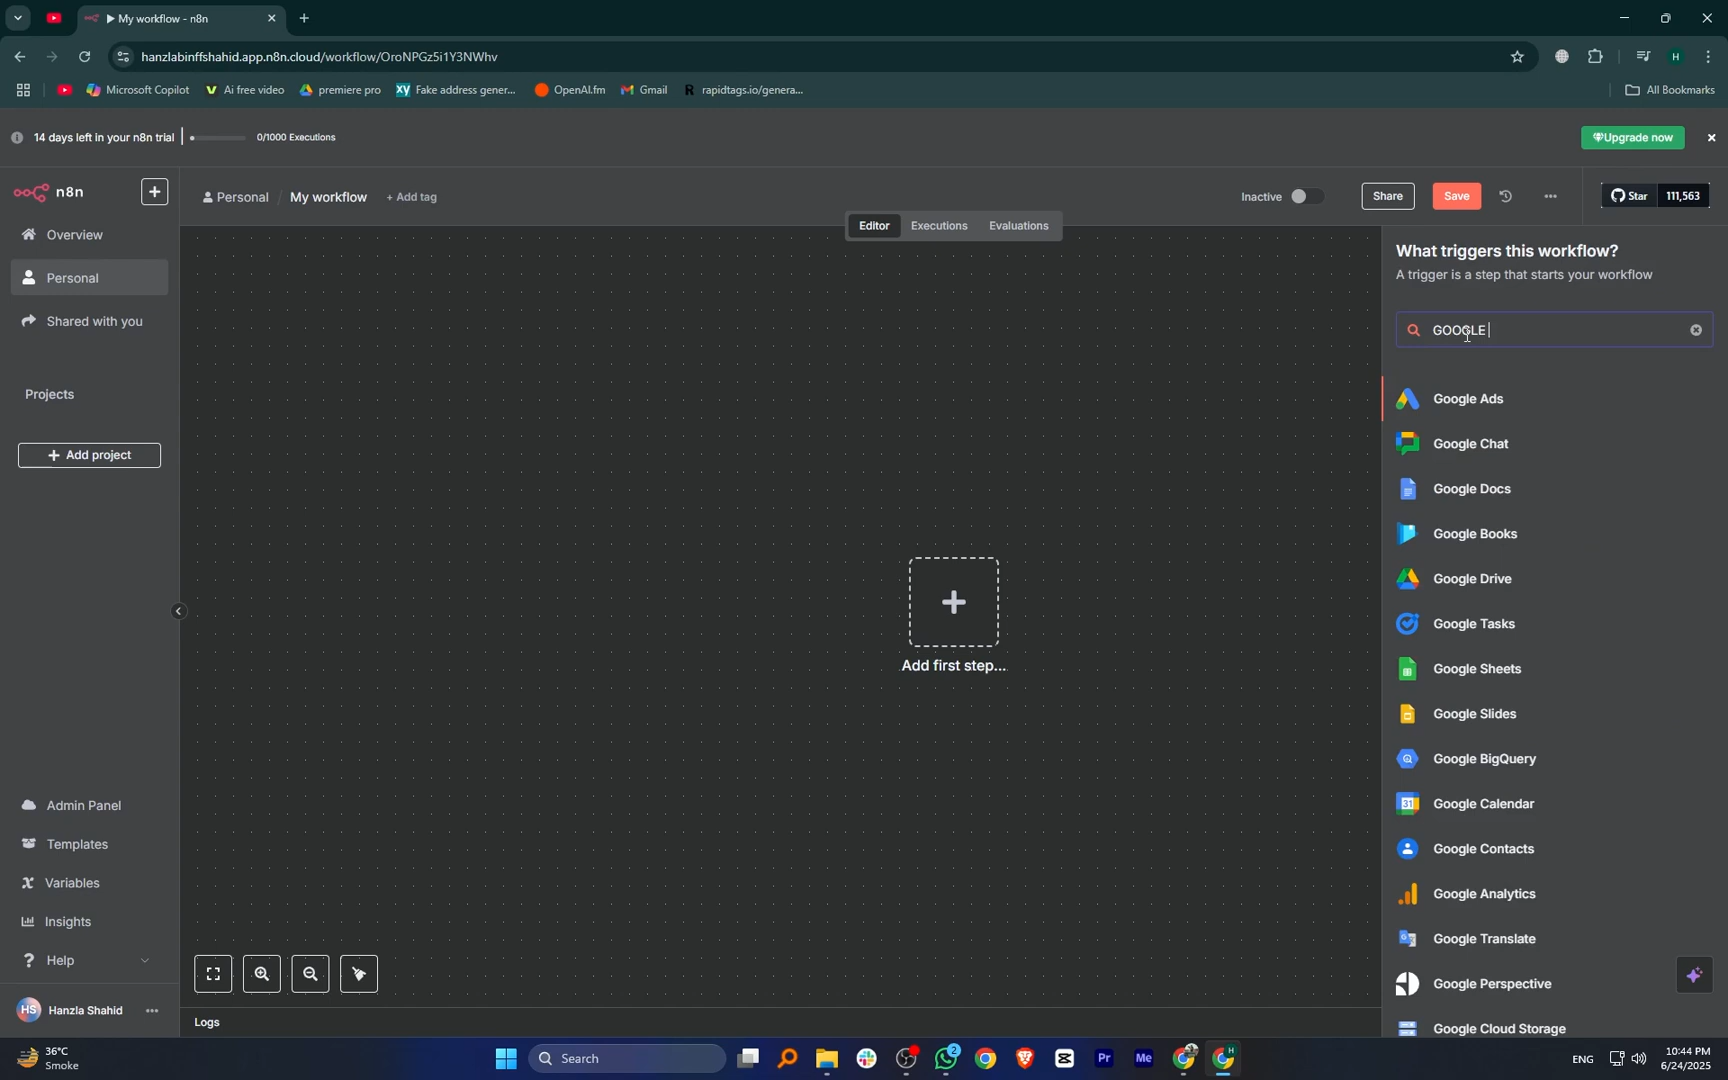 ▶ My workflow - n8n
hanzlabinffshahid.app.n8n.cloud/workflow/OroNPGz5i1Y3NWhv
Microsoft Copilot
Ai free video
premiere pro
Fake address gener...
OpenAI.fm
Gmail
rapidtags.io/genera...
All Bookmarks
14 days left in your n8n trial
0/1000 Executions
Upgrade now
n8n
Personal / My workflow + Add tag
Inactive
Share
Save
Star 111,563
Editor
Executions
Evaluations
Overview
Personal
Shared with you
Projects
+ Add project
Admin Panel
Templates
Variables
Insights
Help
HS Hanzla Shahid
Add first step...
Logs
What triggers this workflow?
A trigger is a step that starts your workflow
GOOGLE
Google Ads
Google Chat
Google Docs
Google Books
Google Drive
Google Tasks
Google Sheets
Google Slides
Google BigQuery
Google Calendar
Google Contacts
Google Analytics
Google Translate
Google Perspective
Google Cloud Storage
36°C
Smoke
Search
ENG
10:44 PM
6/24/2025